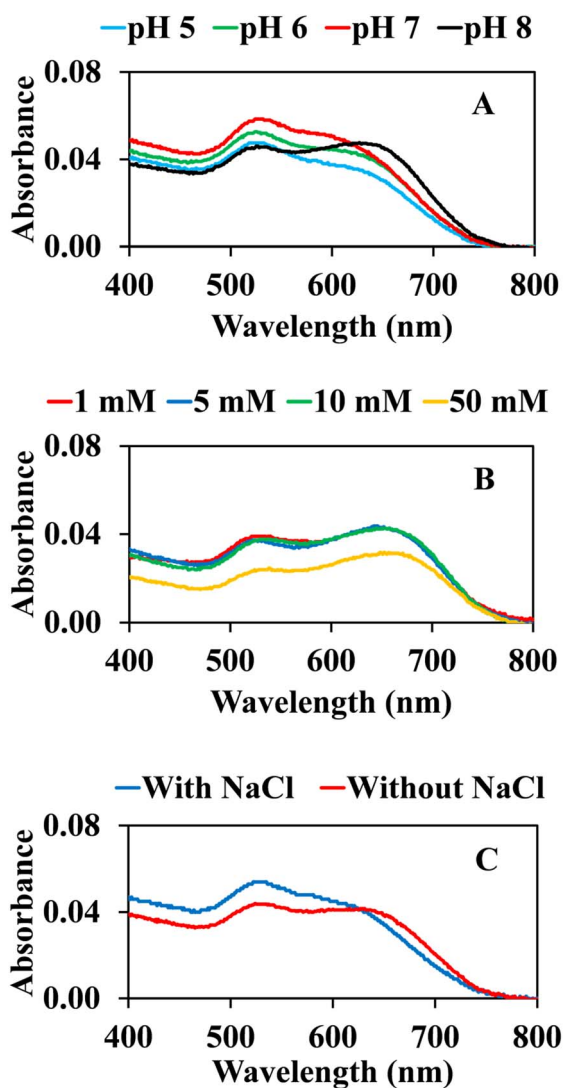 pH 5 pH 6 pH 7 pH 8
0.08
A
0.04
0.00
Absorbance
400 500 600 700 800
Wavelength (nm)
1 mM 5 mM 10 mM 50 mM
0.08
B
0.04
0.00
Absorbance
400 500 600 700 800
Wavelength (nm)
With NaCl Without NaCl
0.08
C
0.04
0.00
Absorbance
400 500 600 700 800
Wavelength (nm)